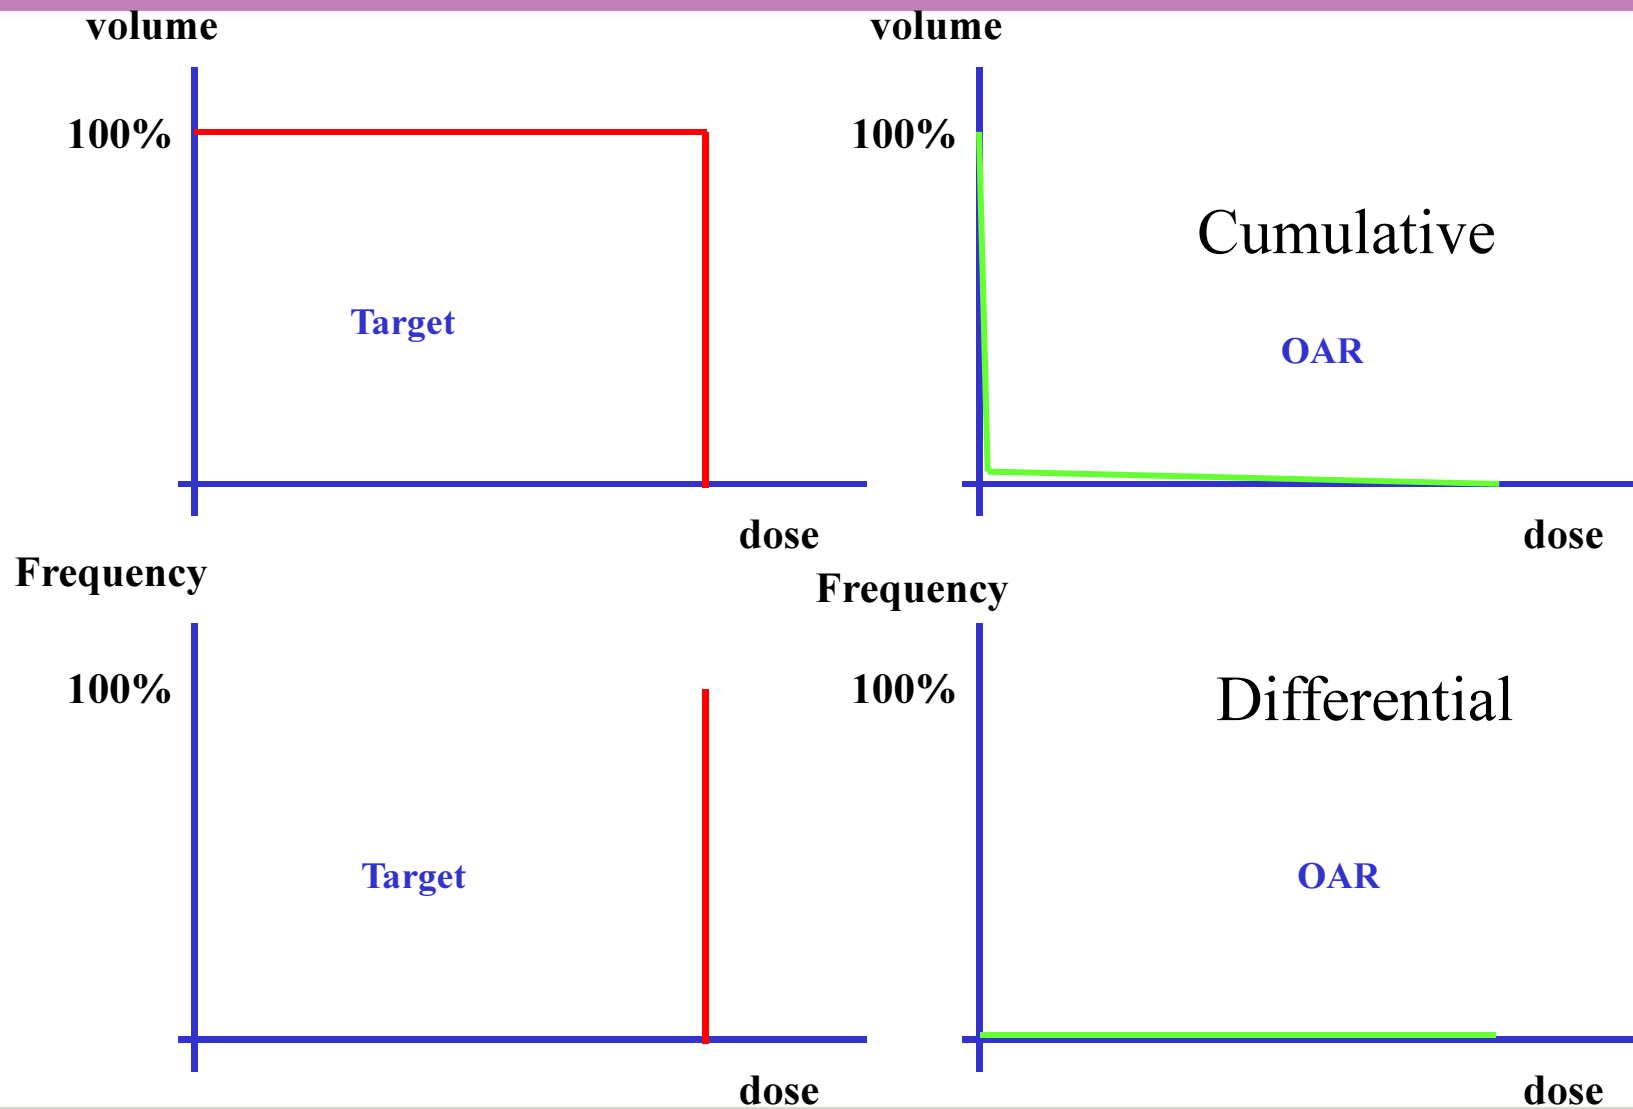 volume
volume
100%
100%
Cumulative
Target
OAR
dose
dose
Frequency
Frequency
100%
100%
Differential
Target
OAR
dose
dose